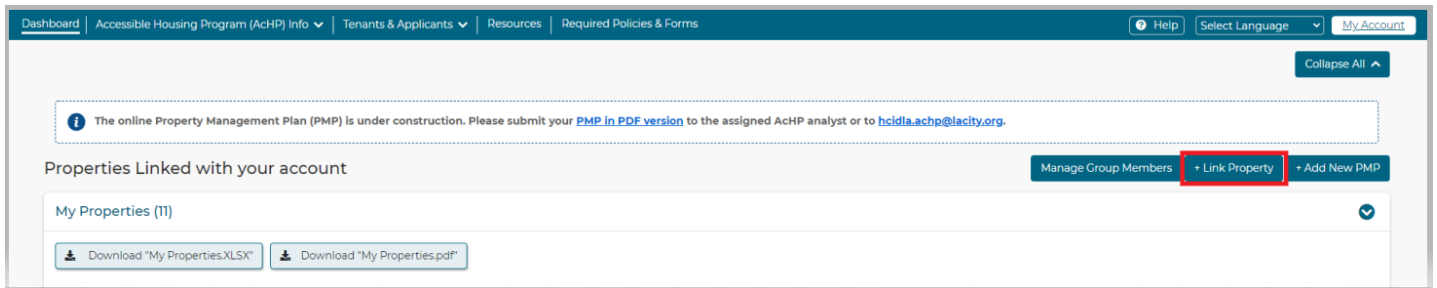 Dashboard Accessible Housing Program (AcHP) Info Tenants & Applicants Resources Required Policies & Forms Help Select Language My Account
Collapse All
The online Property Management Plan (PMP) is under construction. Please submit your PMP in PDF version to the assigned AcHP analyst or to hcidla.achp@lacity.org.
Properties Linked with your account Manage Group Members + Link Property + Add New PMP
My Properties (11)
Download "My Properties.XLSX" Download "My Properties.pdf"